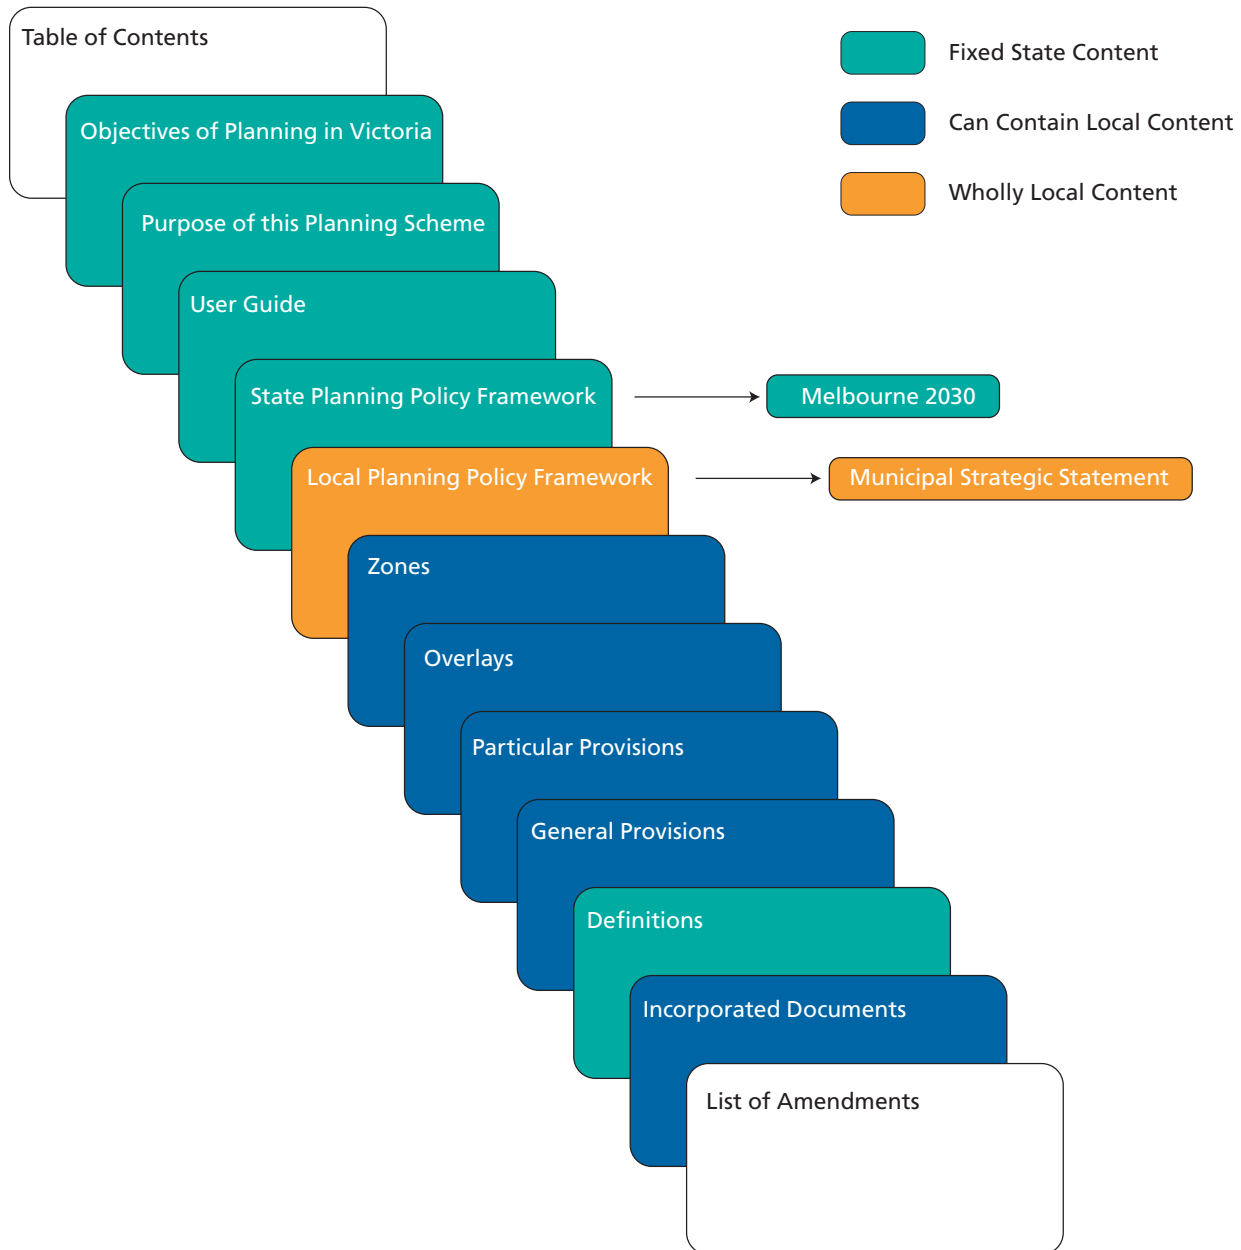 Table of Contents
Fixed State Content
Can Contain Local Content
Wholly Local Content
Objectives of Planning in Victoria
Purpose of this Planning Scheme
User Guide
State Planning Policy Framework
Melbourne 2030
Local Planning Policy Framework
Municipal Strategic Statement
Zones
Overlays
Particular Provisions
General Provisions
Definitions
Incorporated Documents
List of Amendments